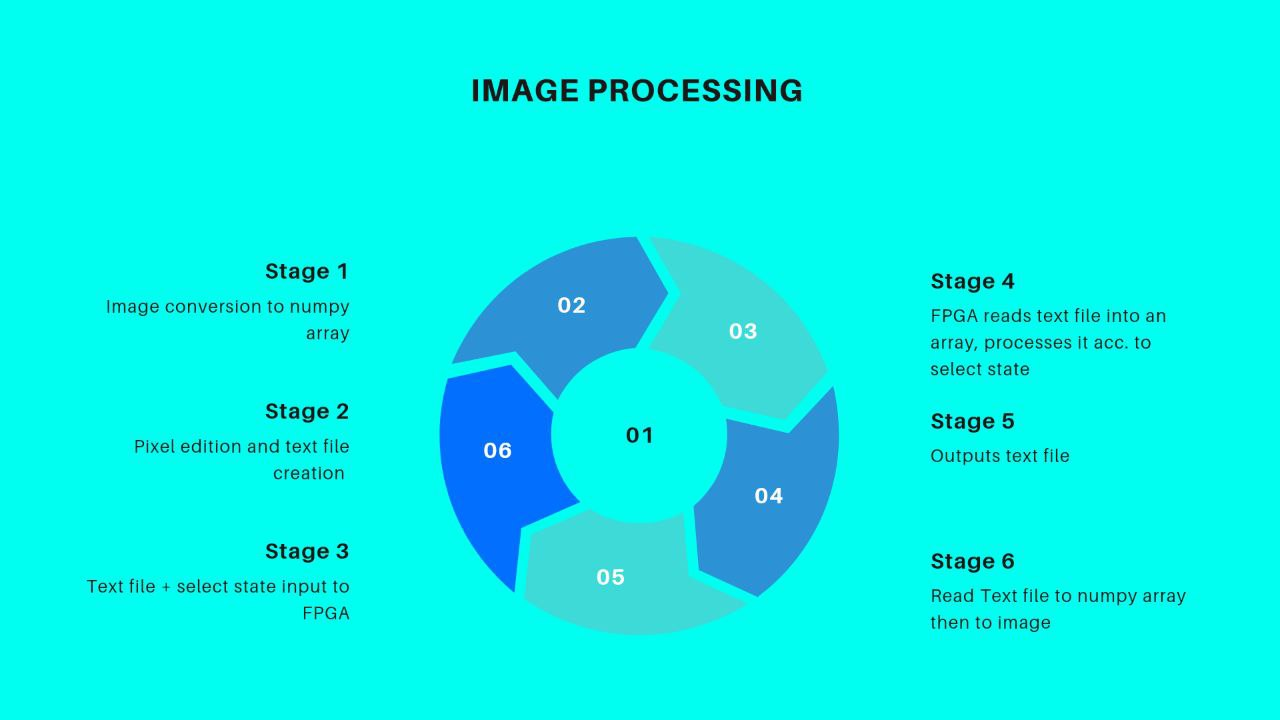 IMAGE PROCESSING
Stage 1
Image conversion to numpy
array
Stage 2
Pixel edition and text file
creation
Stage 3
Text file + select state input to
FPGA
02
03
06
01
04
05
Stage 4
FPGA reads text file into an
array, processes it acc. to
select state
Stage 5
Outputs text file
Stage 6
Read Text file to numpy array
then to image